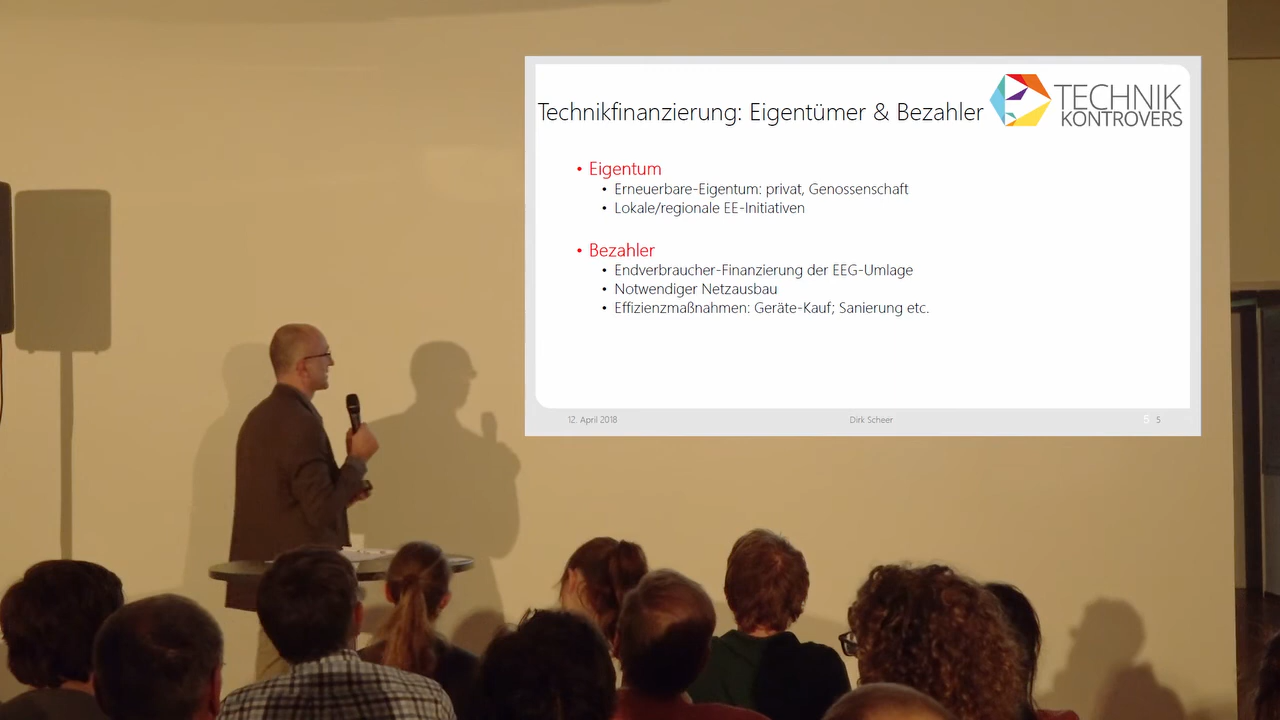 Technikfinanzierung: Eigentümer & Bezahler
TECHNIK
KONTROVERS
• Eigentum
• Erneuerbare-Eigentum: privat, Genossenschaft
• Lokale/regionale EE-Initiativen
• Bezahler
• Endverbraucher-Finanzierung der EEG-Umlage
• Notwendiger Netzausbau
• Effizienzmaßnahmen: Geräte-Kauf; Sanierung etc.
12. April 2018
Dirk Scheer
5 5